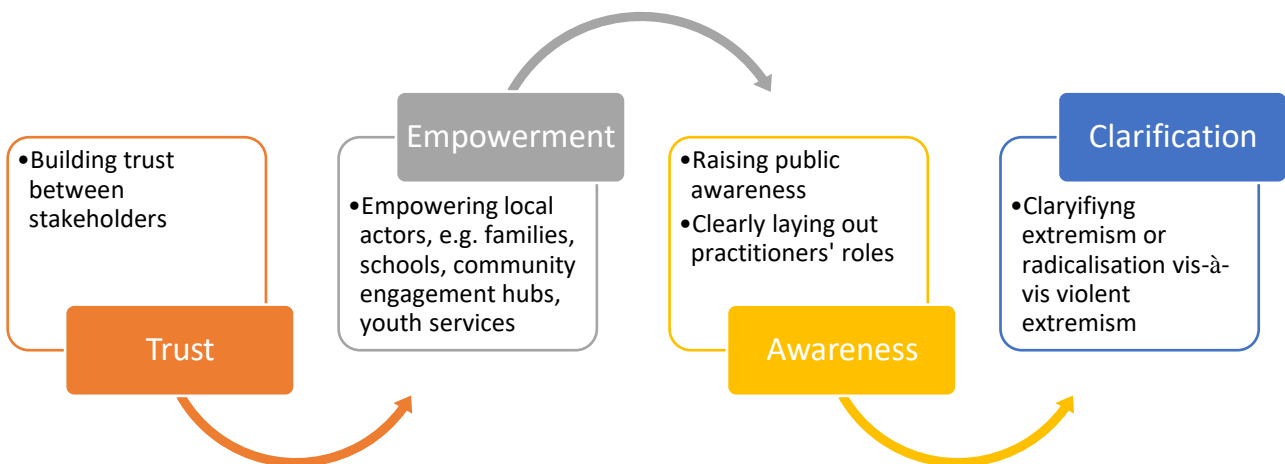 •Building trust
between
stakeholders
Trust
Empowerment
•Empowering local
actors, e.g. families,
schools, community
engagement hubs,
youth services
•Raising public
awareness
•Clearly laying out
practitioners' roles
Awareness
Clarification
•Claryifiyng
extremism or
radicalisation vis-à-
vis violent
extremism